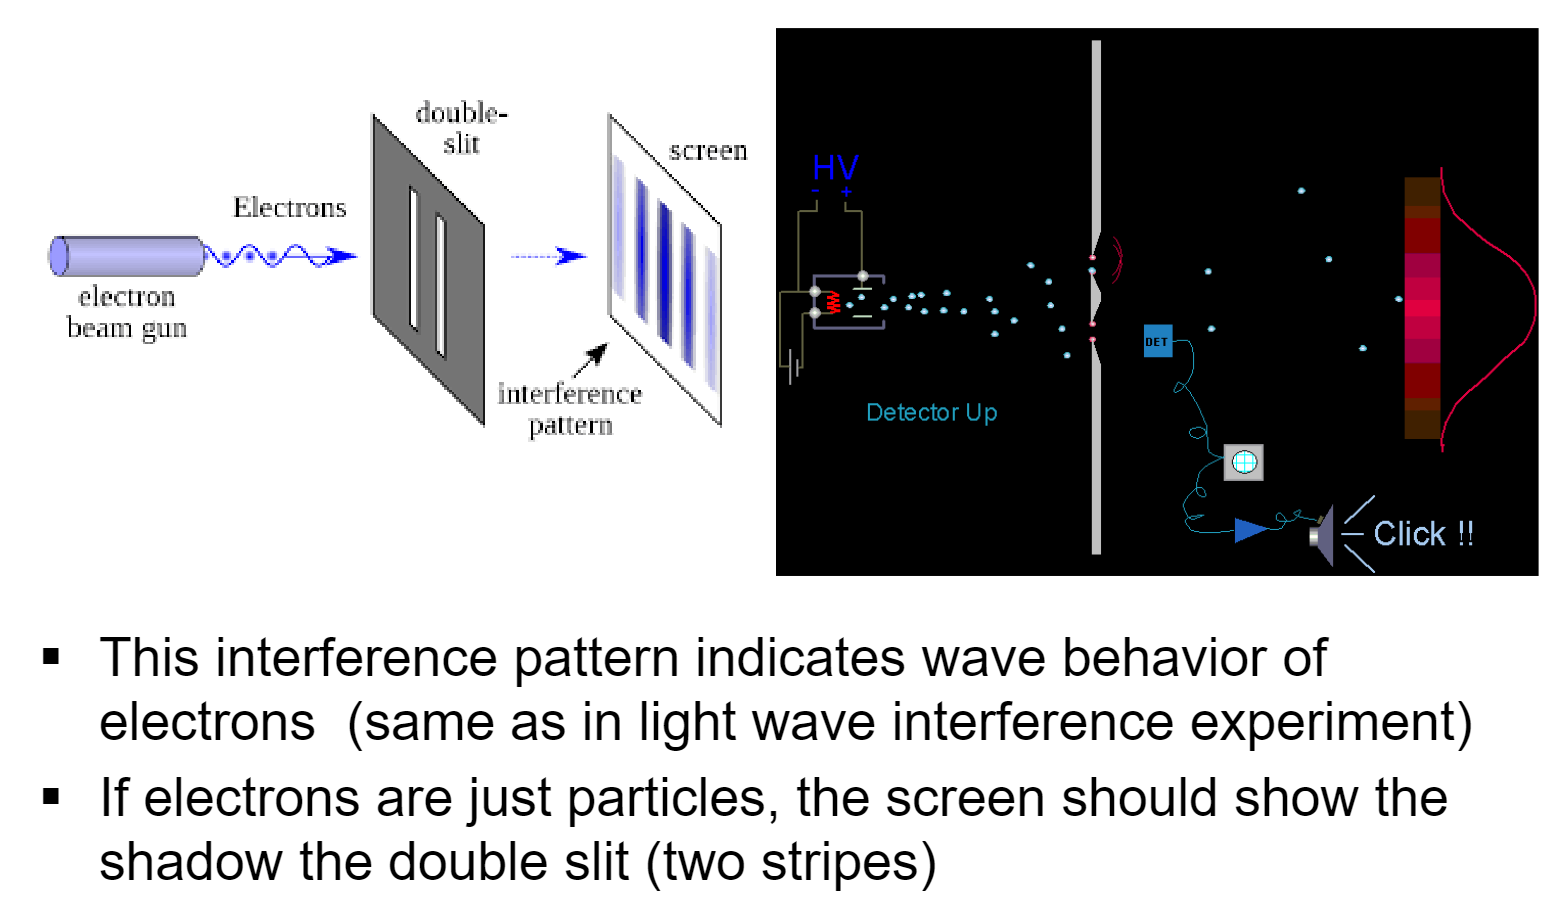 double-
slit
screen
Electrons
electron
beam gun
interference
pattern
HV
- +
DET
Detector Up
Click !!
▪ This interference pattern indicates wave behavior of
electrons (same as in light wave interference experiment)
▪ If electrons are just particles, the screen should show the
shadow the double slit (two stripes)